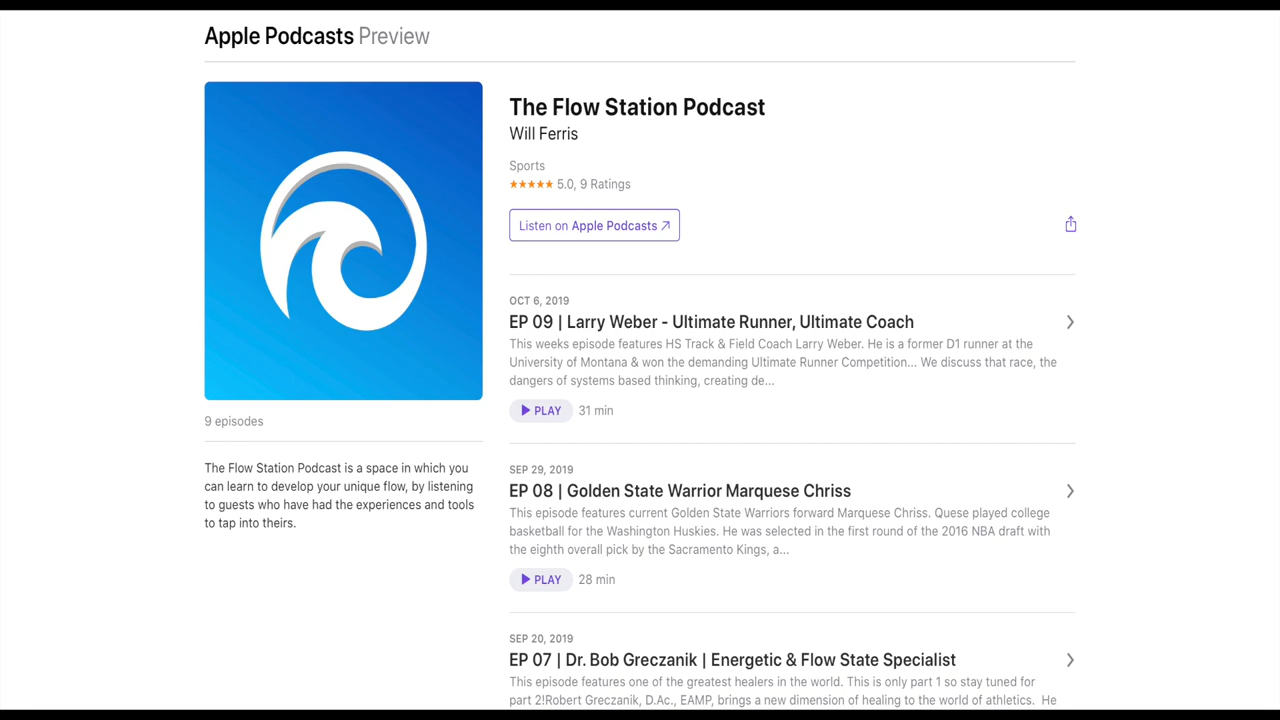 Apple Podcasts Preview
The Flow Station Podcast
Will Ferris
Sports
★★★★★ 5.0, 9 Ratings
Listen on Apple Podcasts ↗
9 episodes
The Flow Station Podcast is a space in which you
can learn to develop your unique flow, by listening
to guests who have had the experiences and tools
to tap into theirs.
OCT 6, 2019
EP 09 | Larry Weber - Ultimate Runner, Ultimate Coach
This weeks episode features HS Track & Field Coach Larry Weber. He is a former D1 runner at the
University of Montana & won the demanding Ultimate Runner Competition... We discuss that race, the
dangers of systems based thinking, creating de...
PLAY 31 min
SEP 29, 2019
EP 08 | Golden State Warrior Marquese Chriss
This episode features current Golden State Warriors forward Marquese Chriss. Quese played college
basketball for the Washington Huskies. He was selected in the first round of the 2016 NBA draft with
the eighth overall pick by the Sacramento Kings, a...
PLAY 28 min
SEP 20, 2019
EP 07 | Dr. Bob Greczanik | Energetic & Flow State Specialist
This episode features one of the greatest healers in the world. This is only part 1 so stay tuned for
part 2!Robert Greczanik, D.Ac., EAMP, brings a new dimension of healing to the world of athletics. He